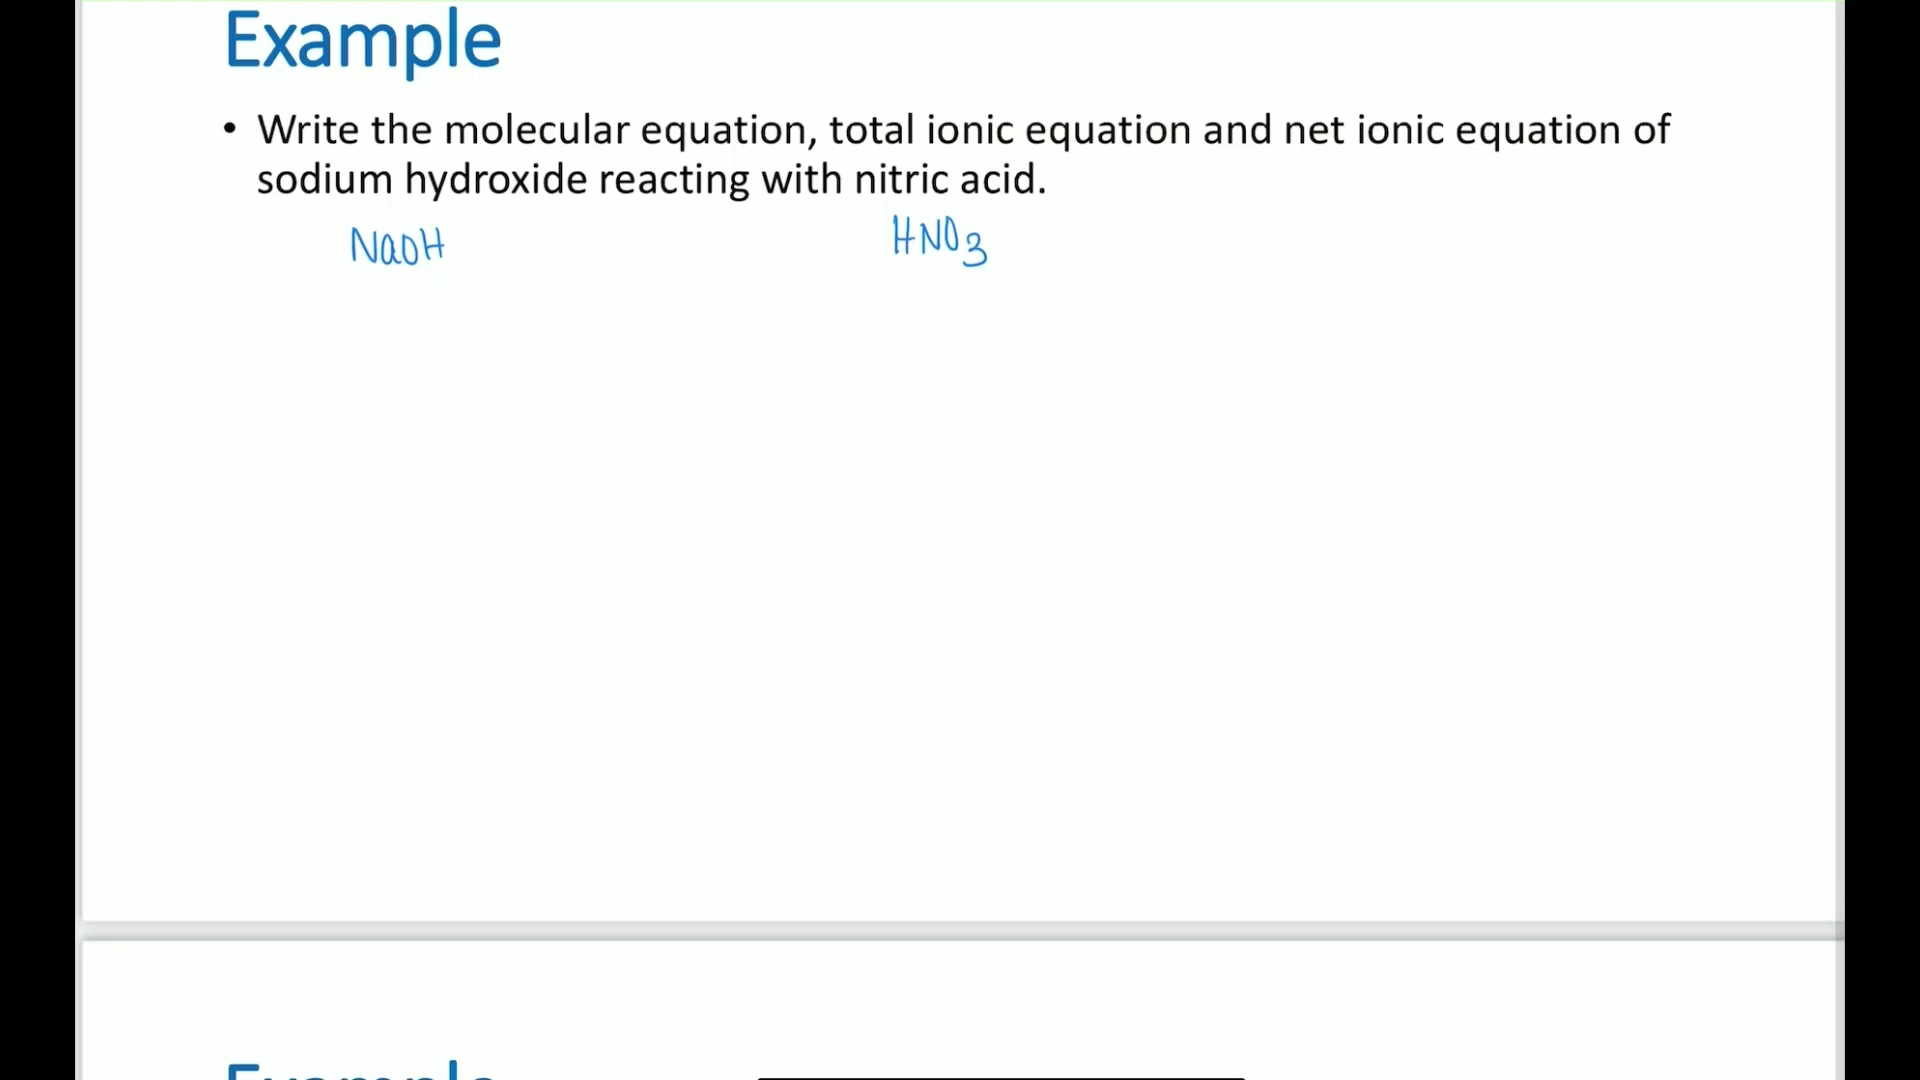 Example
• Write the molecular equation, total ionic equation and net ionic equation of
sodium hydroxide reacting with nitric acid.
NaOH HNO3
Example